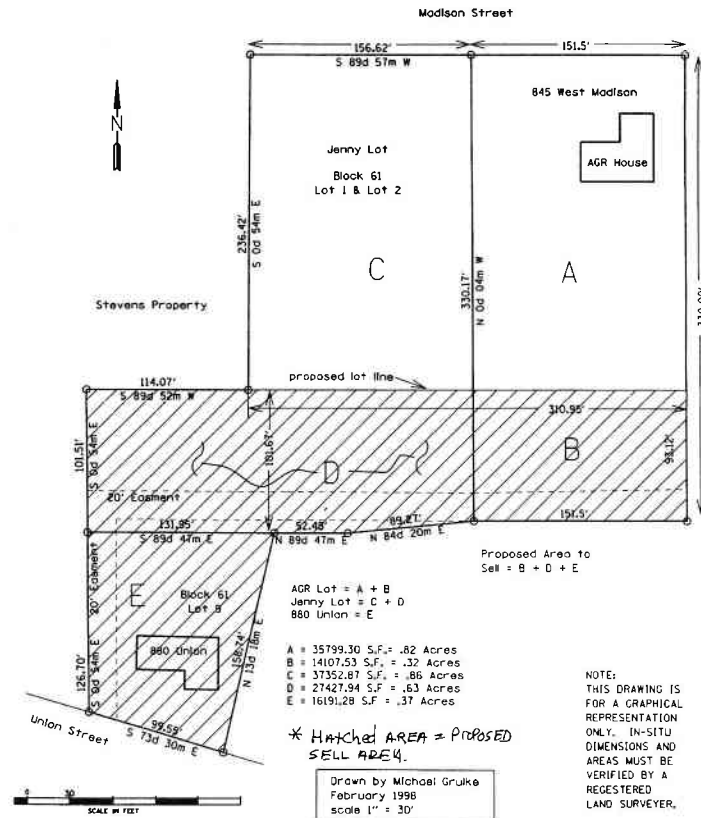 Madison Street
156.62'
151.5'
S 89d 57m W
845 West Madison
N
AGR House
Jenny Lot
Block 61
Lot 1 & Lot 2
236.42'
S 0d 54m E
C
A
330.17'
N 0d 04m W
Stevens Property
114.07'
S 89d 52m W
proposed lot line
310.95'
101.51'
S 0d 54m E
101.67'
D
B
93.12'
20' Easment
131.95'
S 89d 47m E
52.48'
N 89d 47m E
89.27'
N 84d 20m E
151.5'
Proposed Area to
Sell = B + D + E
20' Easment
E
Block 61
Lot 9
880 Union
126.70'
S 0d 54m E
158.74'
N 13d 18m E
99.59'
S 73d 30m E
Union Street
AGR Lot = A + B
Jenny Lot = C + D
880 Union = E
A = 35799.30 S.F. = .82 Acres
B = 14107.53 S.F. = .32 Acres
C = 37352.87 S.F. = .86 Acres
D = 27427.94 S.F = .63 Acres
E = 16191.28 S.F = .37 Acres
* HATCHED AREA = PROPOSED
SELL AREA.
NOTE:
THIS DRAWING IS
FOR A GRAPHICAL
REPRESENTATION
ONLY. IN-SITU
DIMENSIONS AND
AREAS MUST BE
VERIFIED BY A
REGESTERED
LAND SURVEYER.
Drawn by Michael Grulke
February 1998
scale 1" = 30'
0 30
SCALE IN FEET